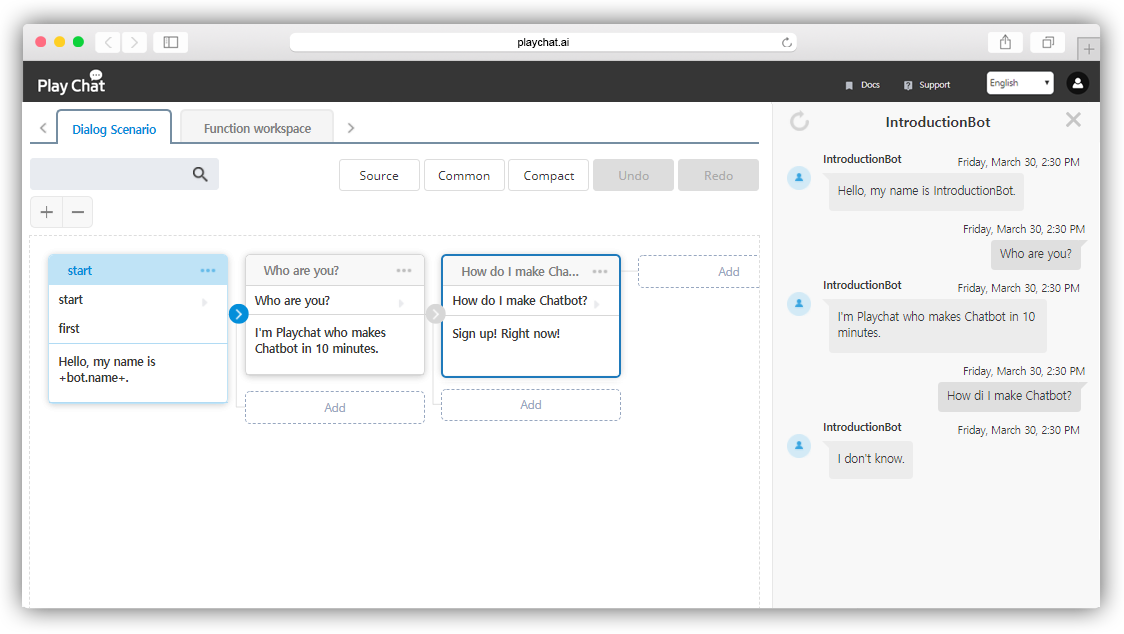 playchat.ai
Play Chat
Docs
Support
English
Dialog Scenario
Function workspace
Source
Common
Compact
Undo
Redo
start
start
first
Hello, my name is
+bot.name+.
Who are you?
Who are you?
I'm Playchat who makes
Chatbot in 10 minutes.
Add
How do I make Cha...
How do I make Chatbot?
Sign up! Right now!
Add
Add
IntroductionBot
IntroductionBot
Friday, March 30, 2:30 PM
Hello, my name is IntroductionBot.
Friday, March 30, 2:30 PM
Who are you?
IntroductionBot
Friday, March 30, 2:30 PM
I'm Playchat who makes Chatbot in 10
minutes.
Friday, March 30, 2:30 PM
How di I make Chatbot?
IntroductionBot
Friday, March 30, 2:30 PM
I don't know.